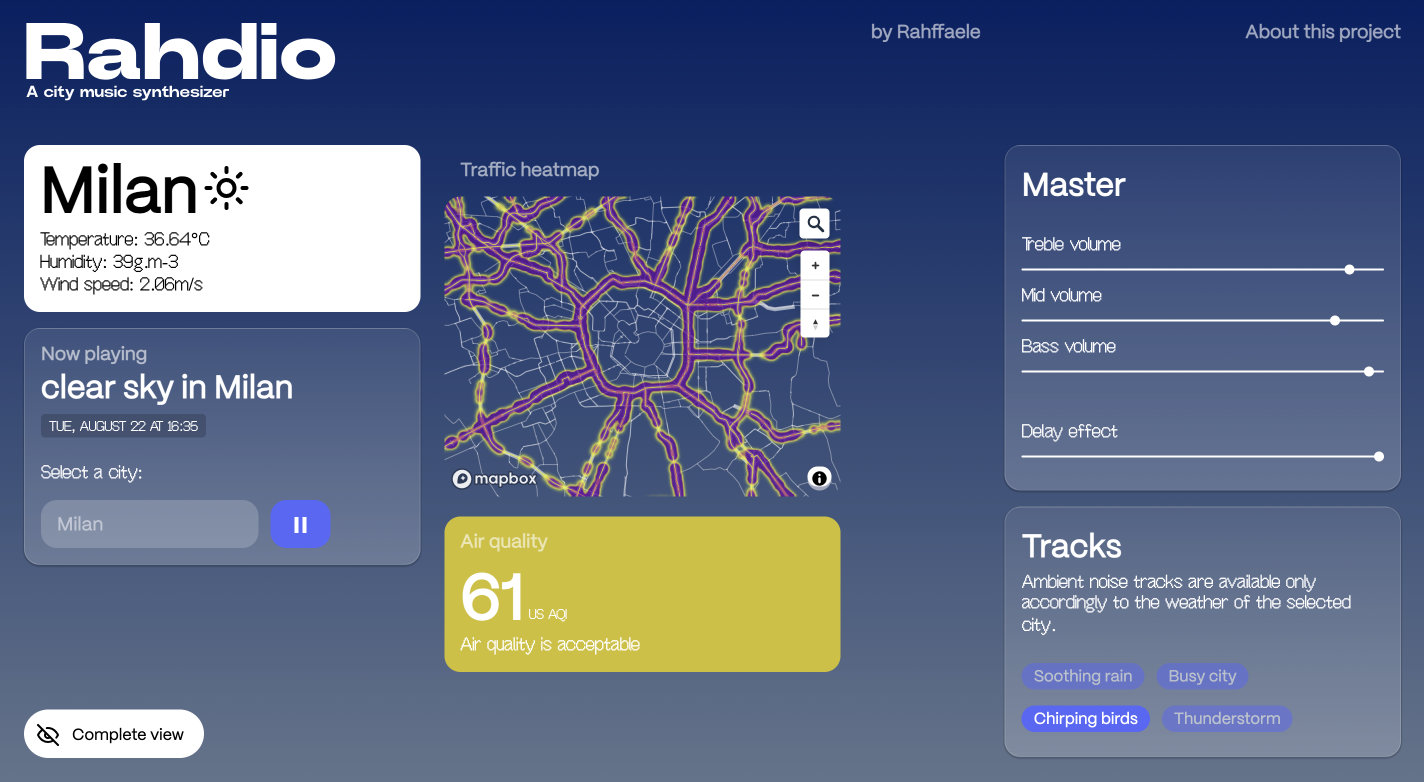 Rahdio
A city music synthesizer
by Rahffaele
About this project
Milan
Temperature: 36.64°C
Humidity: 39g.m-3
Wind speed: 2.06m/s
Now playing
clear sky in Milan
TUE, AUGUST 22 AT 16:35
Select a city:
Milan
Traffic heatmap
mapbox
Air quality
61 US AQI
Air quality is acceptable
Master
Treble volume
Mid volume
Bass volume
Delay effect
Tracks
Ambient noise tracks are available only
accordingly to the weather of the selected
city.
Soothing rain
Busy city
Chirping birds
Thunderstorm
Complete view